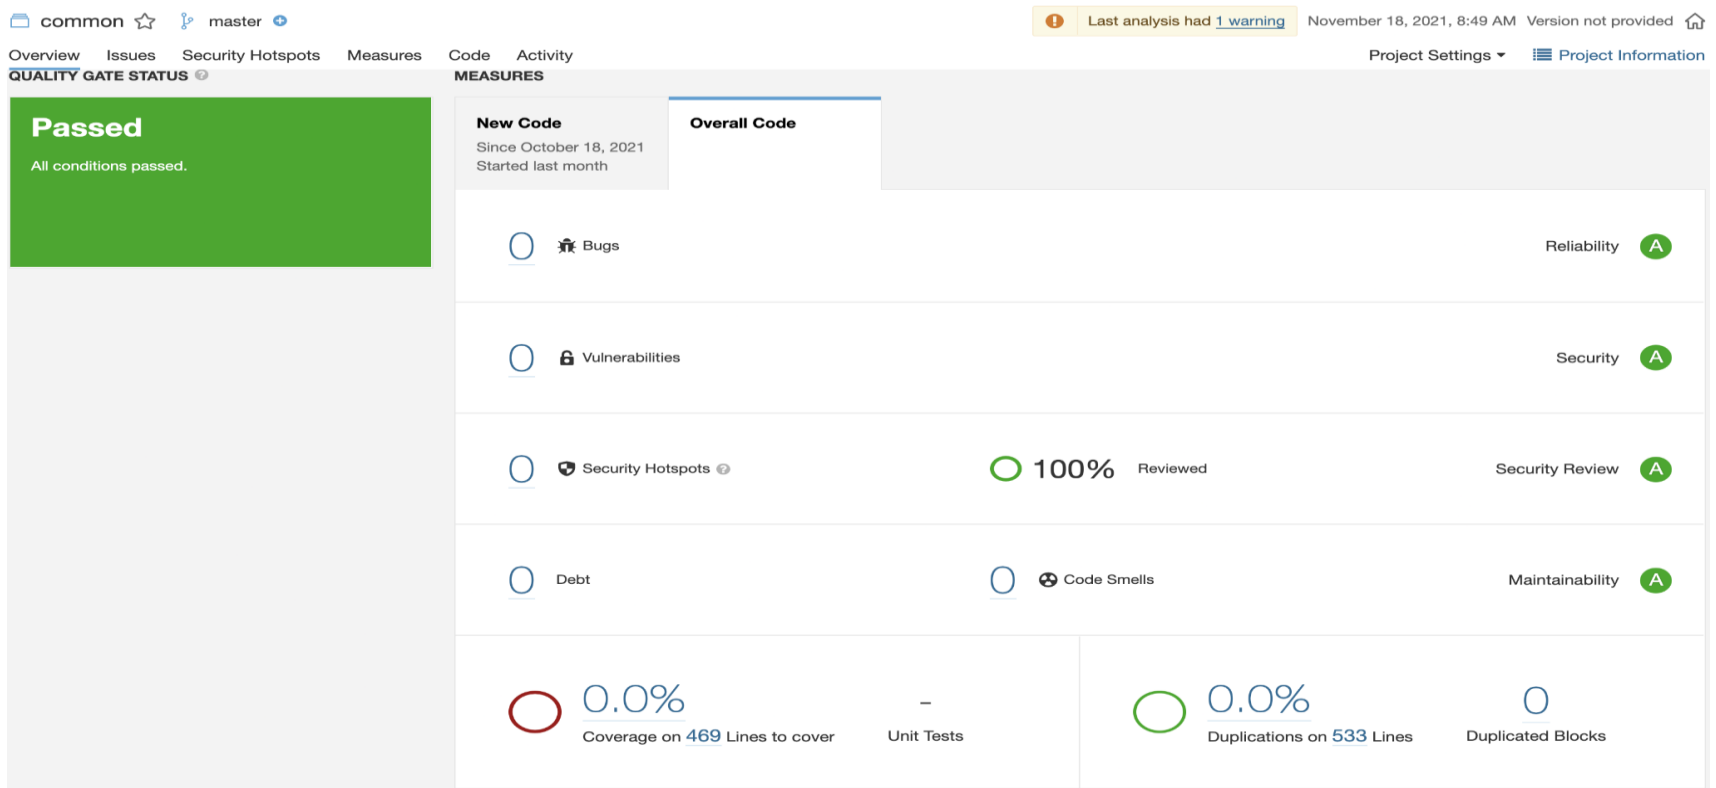 common master Last analysis had 1 warning November 18, 2021, 8:49 AM Version not provided
Overview Issues Security Hotspots Measures Code Activity Project Settings Project Information
QUALITY GATE STATUS ? MEASURES
Passed
All conditions passed.
New Code
Since October 18, 2021
Started last month
Overall Code
0 Bugs Reliability A
0 Vulnerabilities Security A
0 Security Hotspots ? 100% Reviewed Security Review A
0 Debt 0 Code Smells Maintainability A
0.0% - 0.0% 0
Coverage on 469 Lines to cover Unit Tests Duplications on 533 Lines Duplicated Blocks